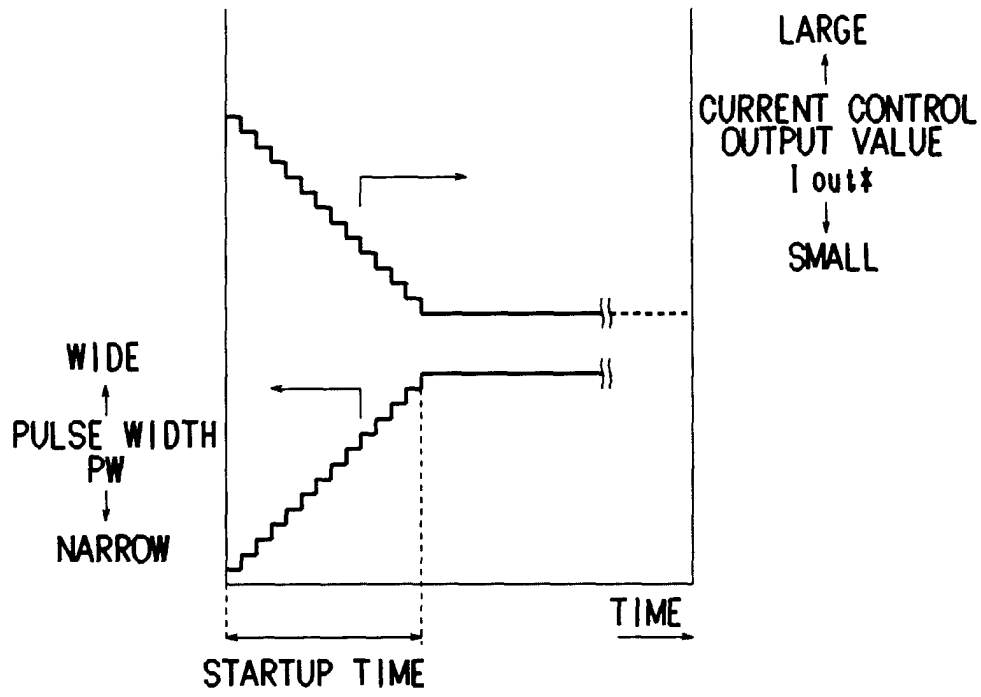 LARGE
CURRENT CONTROL
OUTPUT VALUE
I out*
SMALL
WIDE
PULSE WIDTH
PW
NARROW
TIME
STARTUP TIME